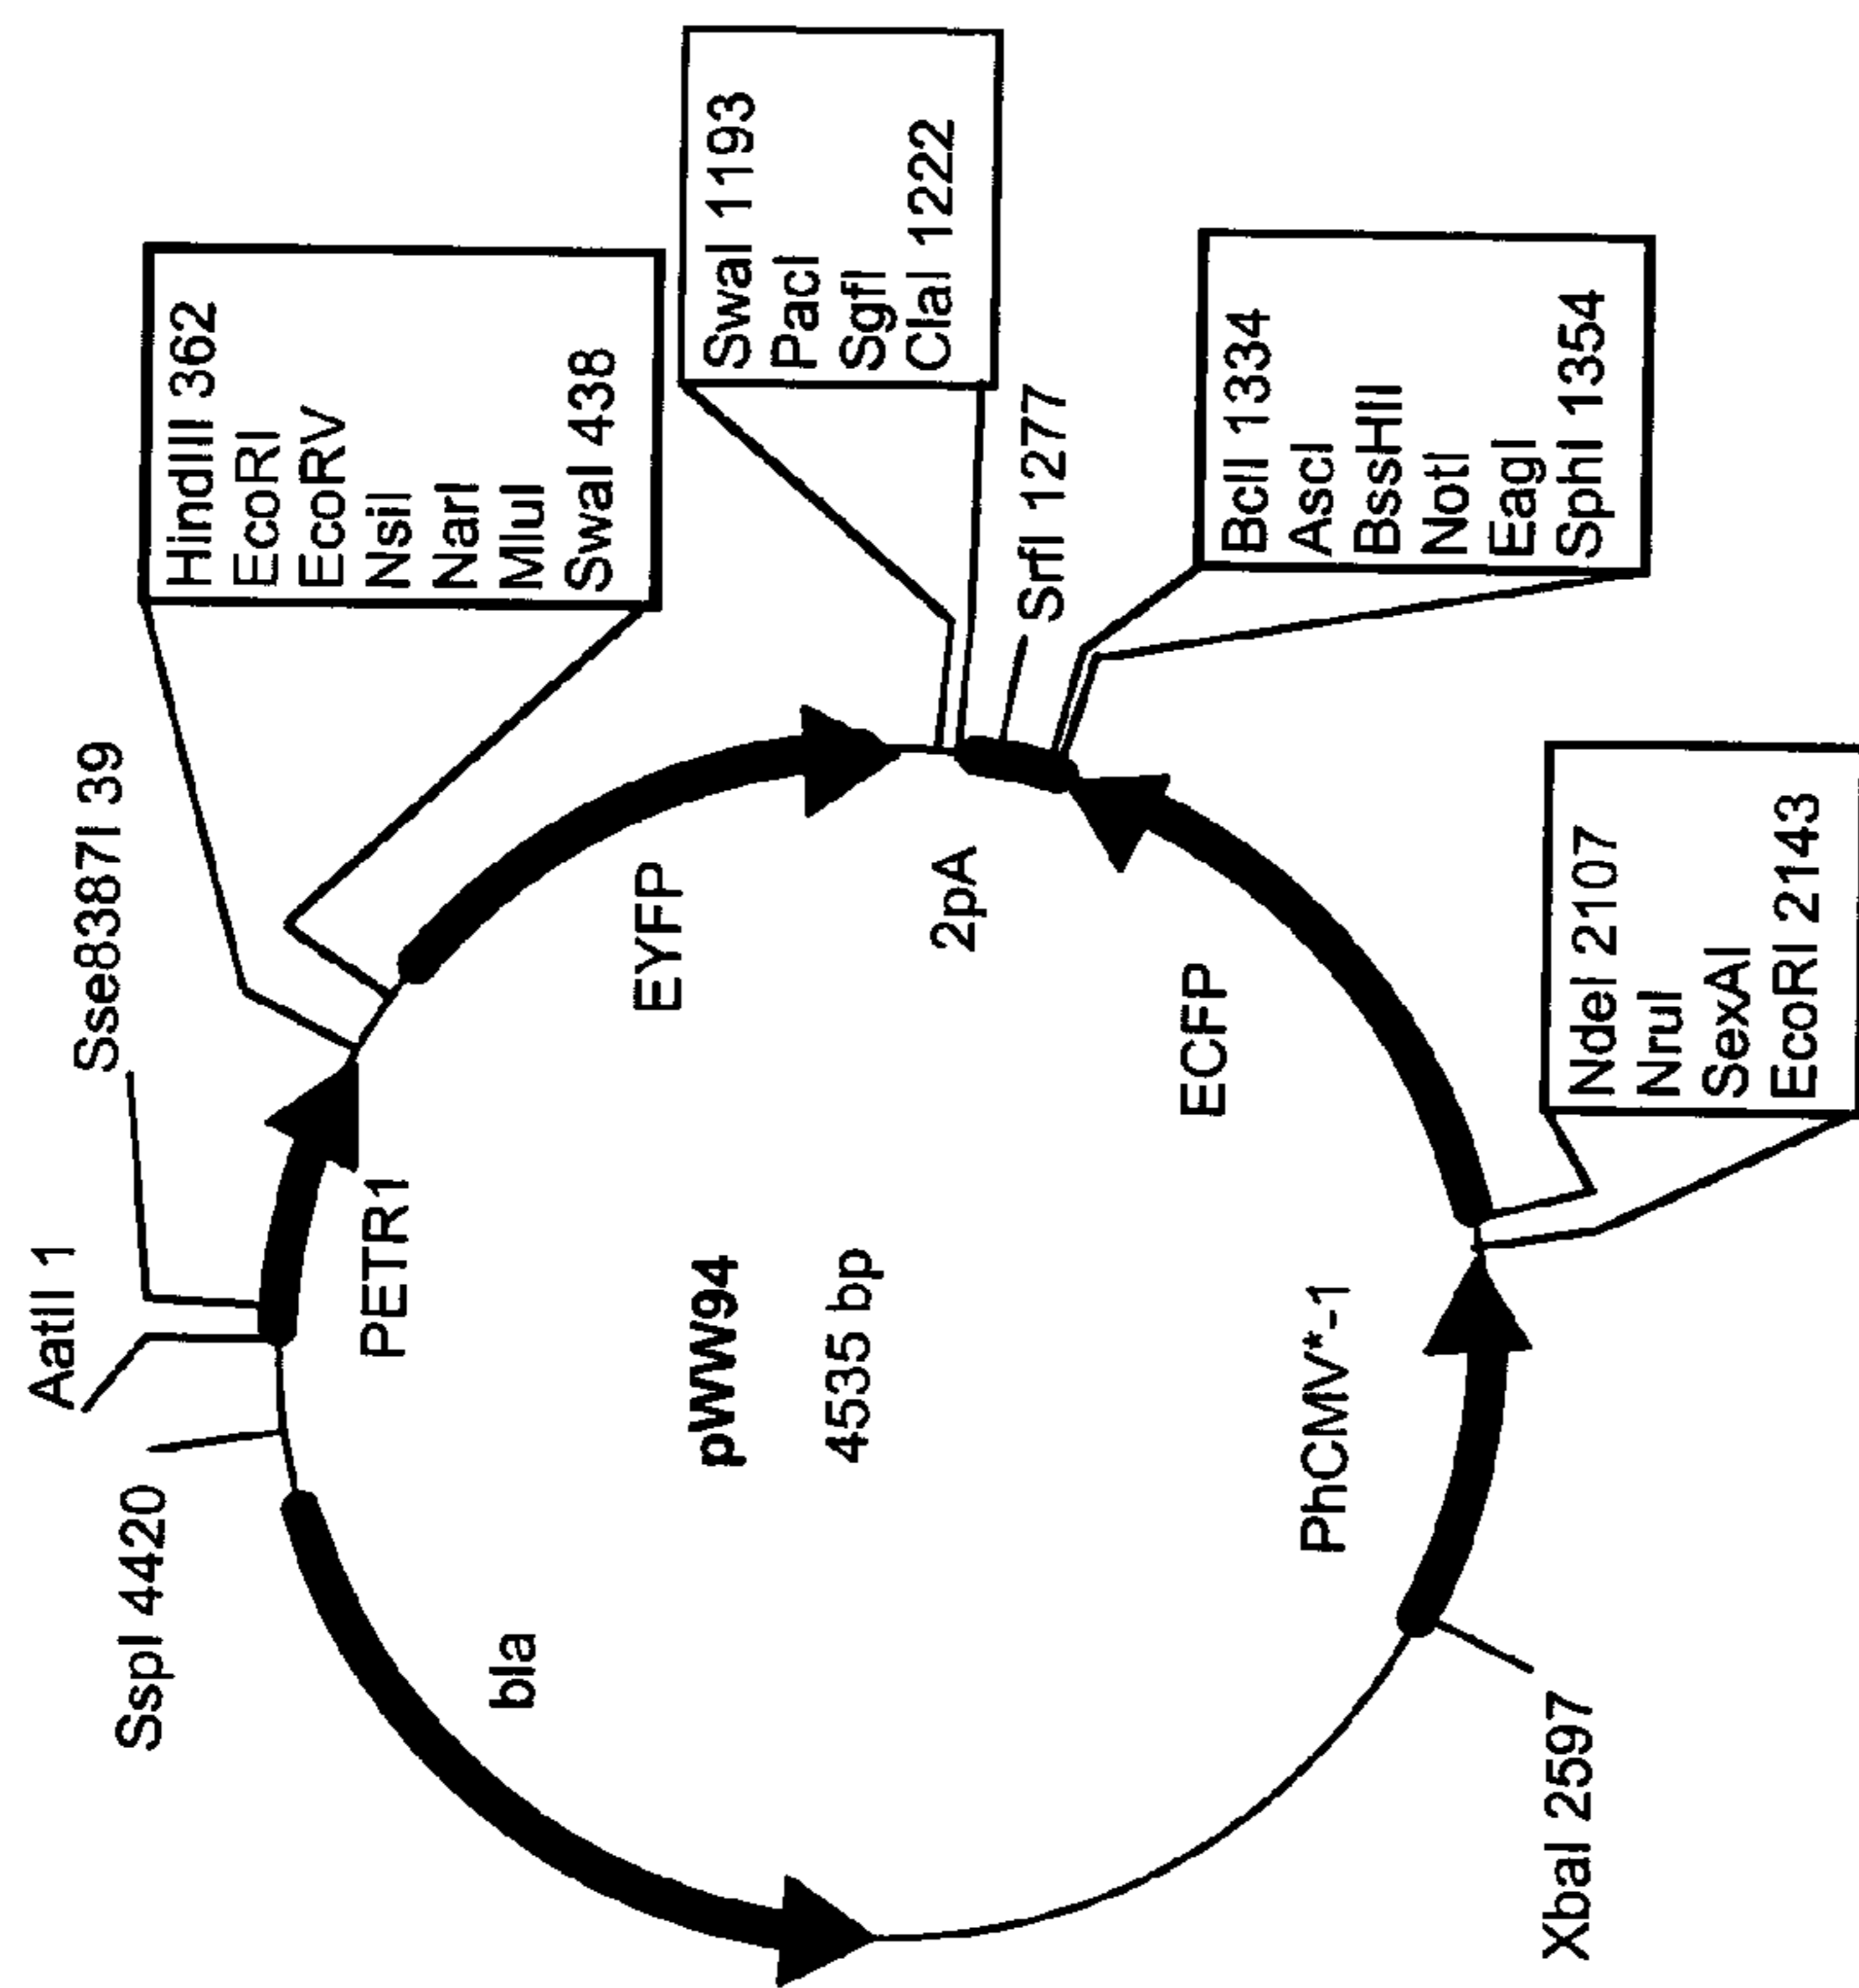 AatII 1
SspI 4420
Sse8387I 39
HindIII 362
EcoRI
EcoRV
NsiI
NarI
MluI
SwaI 438
PETR1
bla
EYFP
SwaI 1193
PacI
SgfI
ClaI 1222
pWW94
4535 bp
2pA
SrfI 1277
ECFP
BclI 1334
AscI
BssHII
NotI
EagI
SphI 1354
PhCMV*-1
NdeI 2107
NruI
SexAI
EcoRI 2143
XbaI 2597